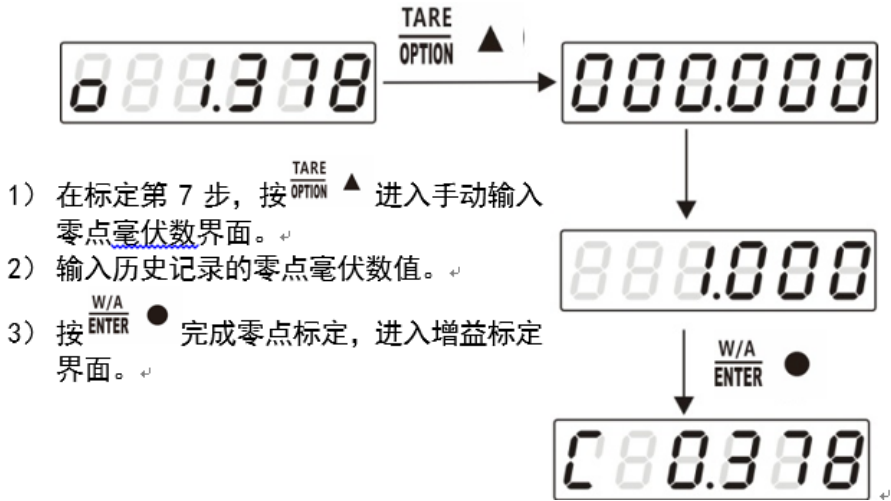 TARE
OPTION ▲
o 1.378
000.000
1） 在标定第 7 步，按 TARE OPTION ▲ 进入手动输入
零点毫伏数界面。
2） 输入历史记录的零点毫伏数值。
3） 按 W/A ENTER ● 完成零点标定，进入增益标定
界面。
1.000
W/A
ENTER ●
C 0.378